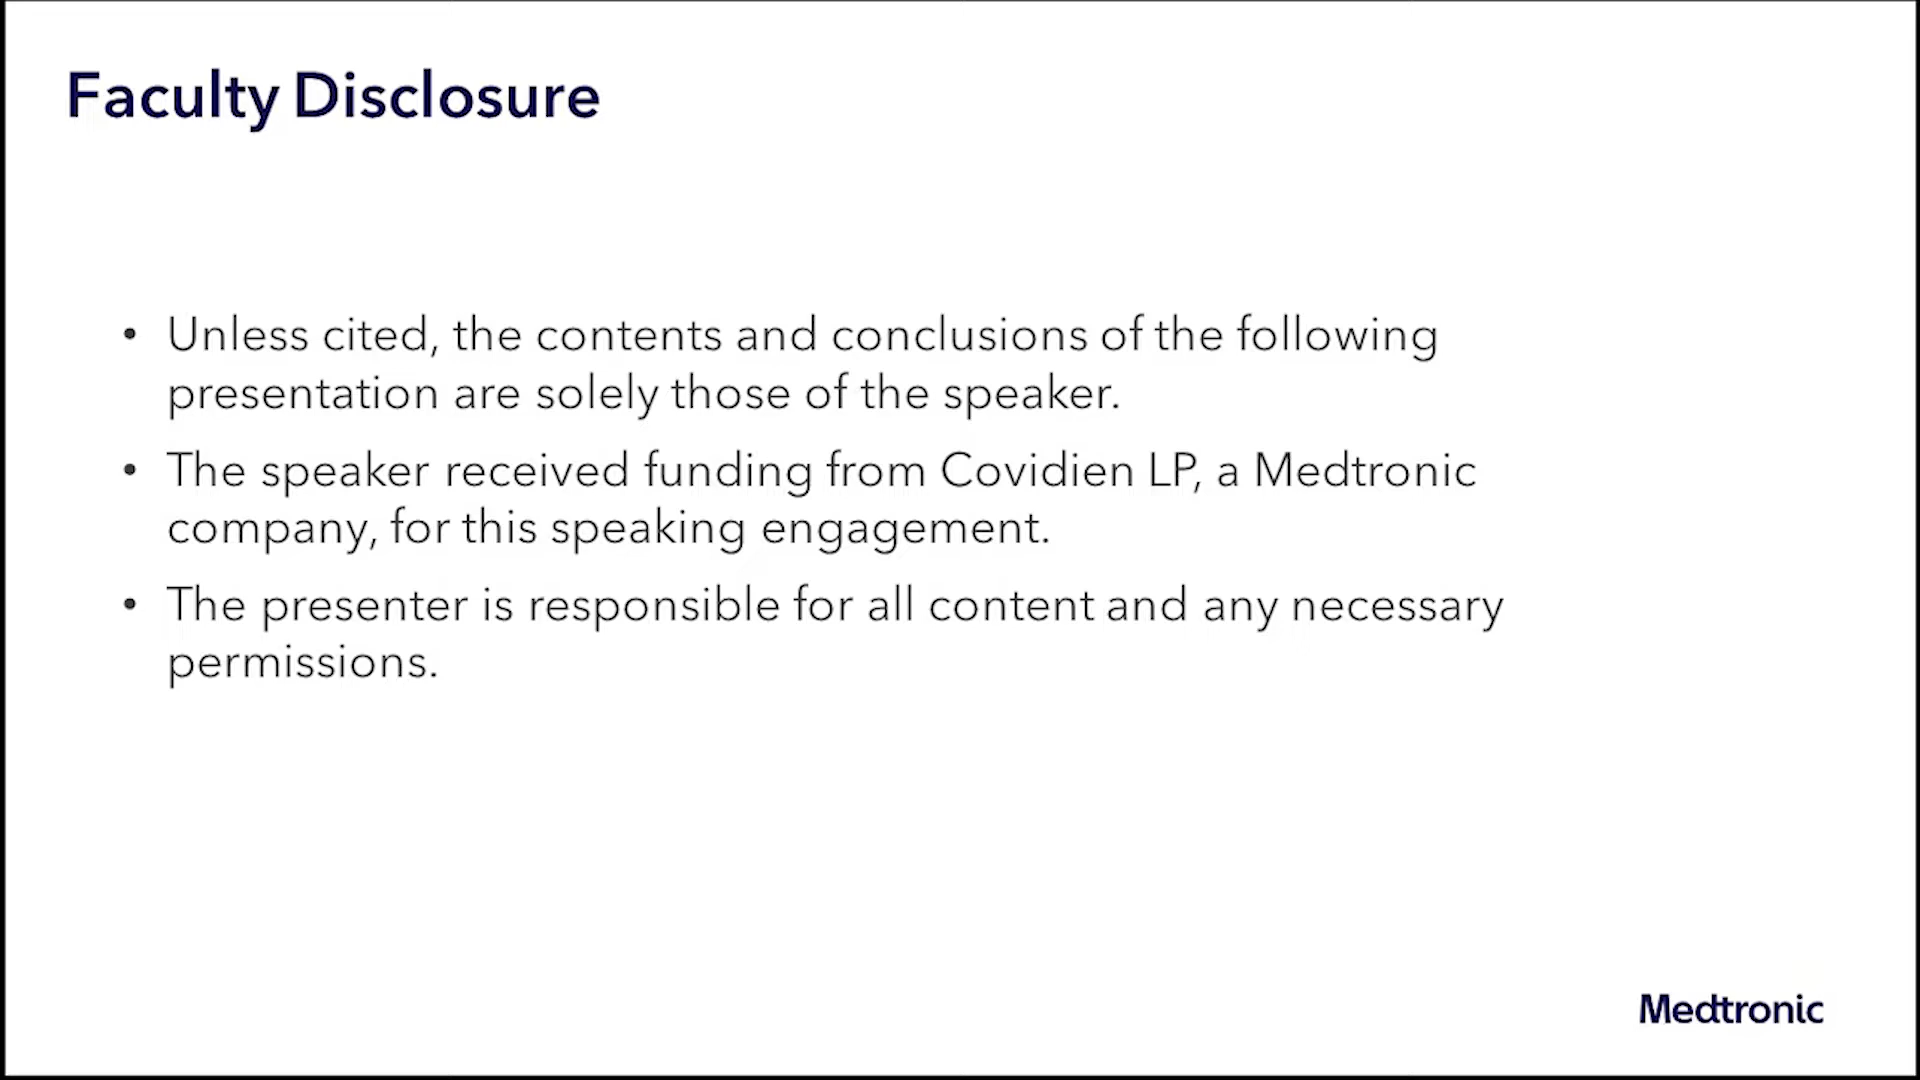 Faculty Disclosure
• Unless cited, the contents and conclusions of the following
presentation are solely those of the speaker.
• The speaker received funding from Covidien LP, a Medtronic
company, for this speaking engagement.
• The presenter is responsible for all content and any necessary
permissions.
Medtronic